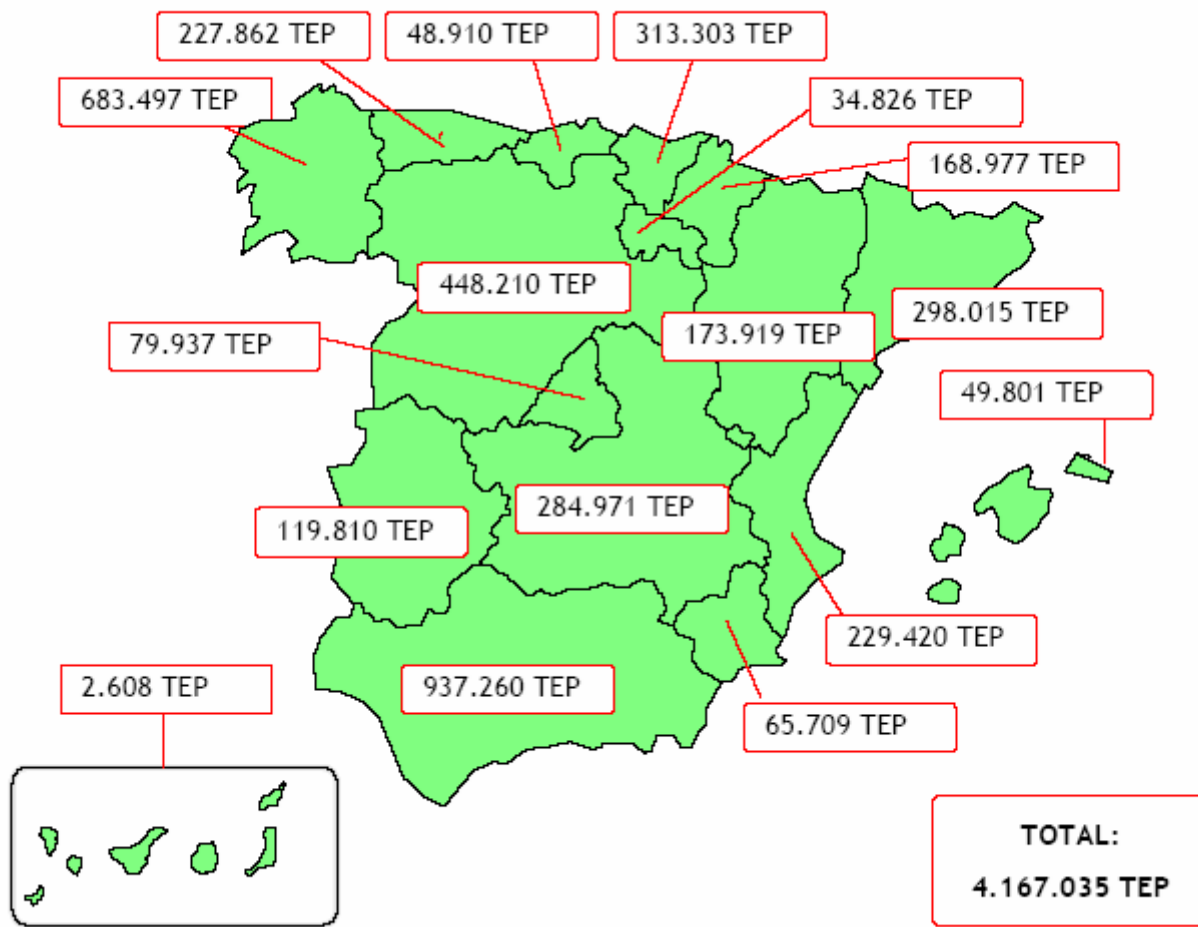 227.862 TEP
48.910 TEP
313.303 TEP
683.497 TEP
34.826 TEP
168.977 TEP
448.210 TEP
298.015 TEP
79.937 TEP
173.919 TEP
49.801 TEP
284.971 TEP
119.810 TEP
229.420 TEP
2.608 TEP
937.260 TEP
65.709 TEP
TOTAL:
4.167.035 TEP